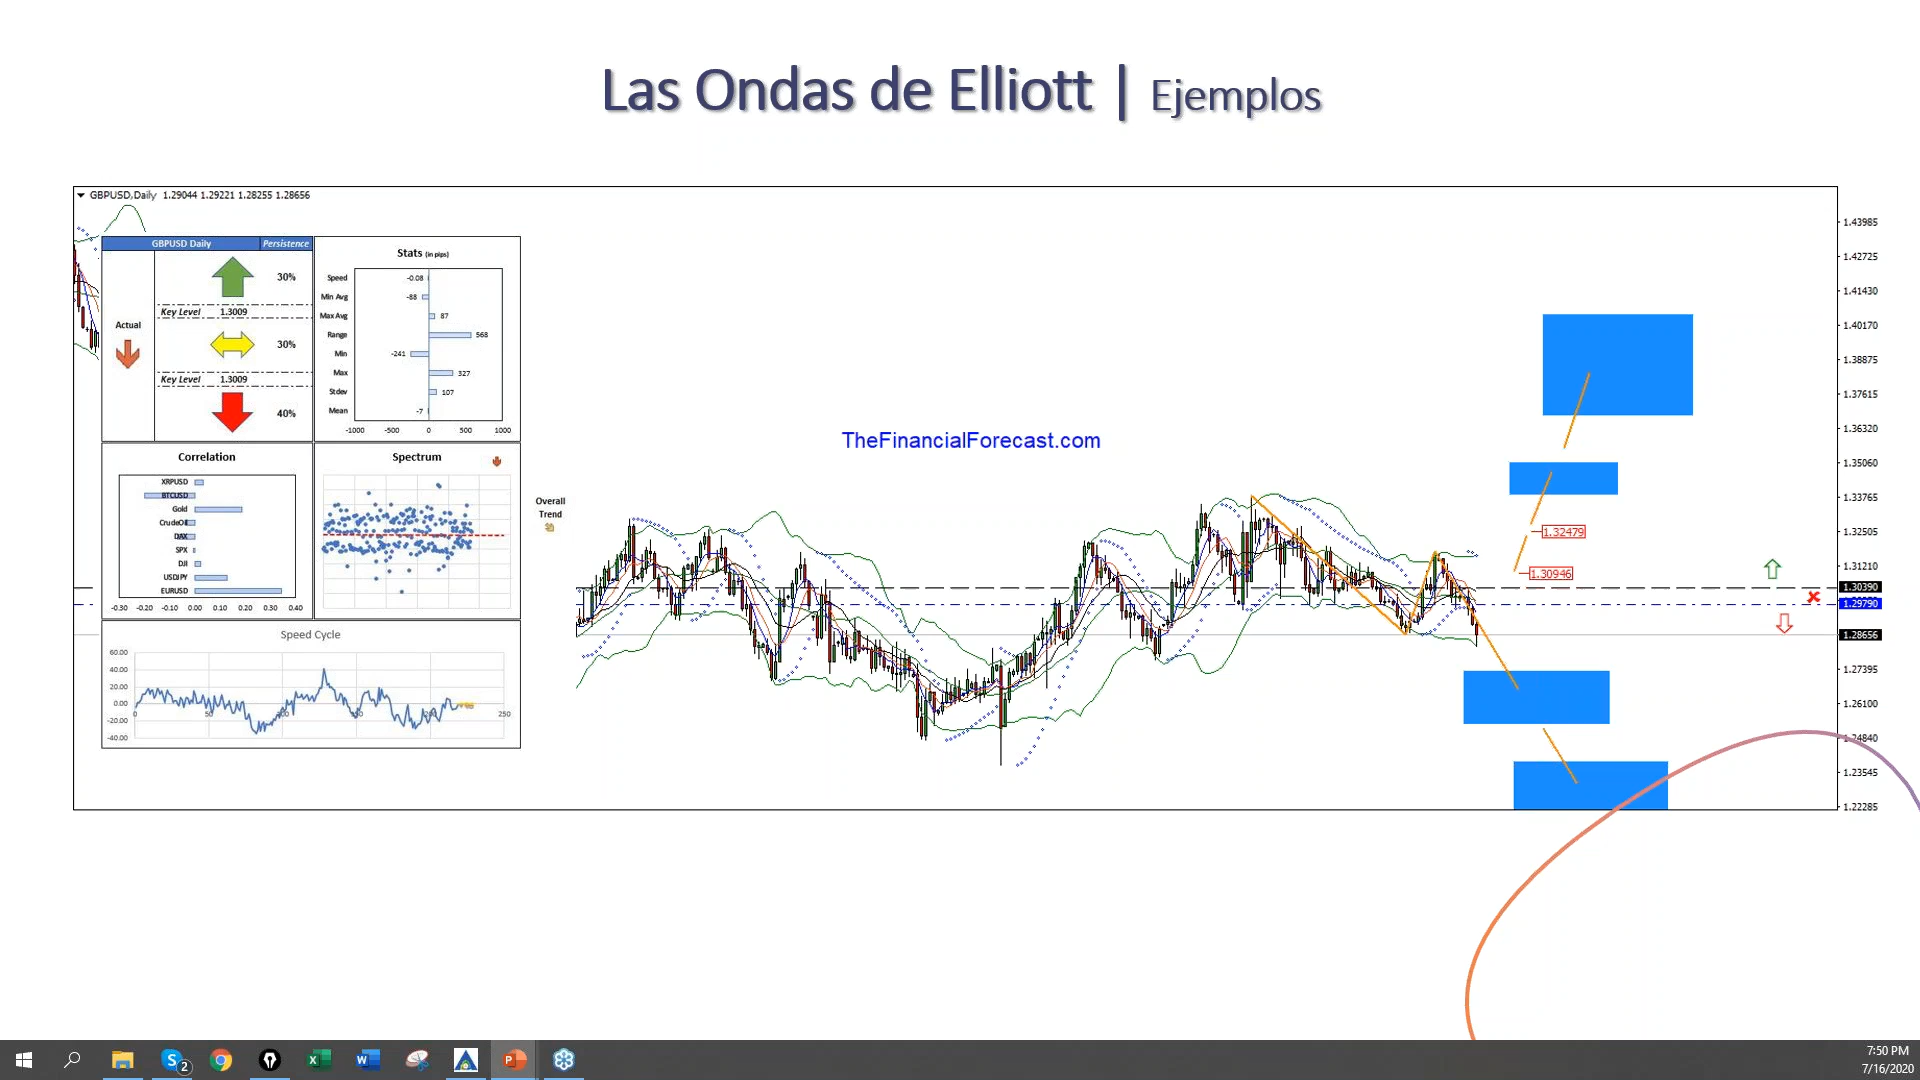 Las Ondas de Elliott | Ejemplos
GBPUSD,Daily 1.29044 1.29221 1.28255 1.28656
GBPUSD Daily
Persistence
30%
Key Level 1.3009
Actual
30%
Key Level 1.3009
40%
Stats (in pips)
Speed -0.08
Min Avg -88
Max Avg 87
Range 568
Min -241
Max 327
Stdev 107
Mean -7
-1000 -500 0 500 1000
Correlation
XRPUSD
BTCUSD
Gold
CrudeOil
DAX
SPX
DJI
USDJPY
EURUSD
-0.30 -0.20 -0.10 0.00 0.10 0.20 0.30 0.40
Spectrum
Speed Cycle
60.00
40.00
20.00
0.00
-20.00
-40.00
0 50 100 150 200 250
Overall
Trend
TheFinancialForecast.com
1.32479
1.30946
1.43985
1.42725
1.41430
1.40170
1.38875
1.37615
1.36320
1.35060
1.33765
1.32505
1.31210
1.30390
1.29790
1.28656
1.27395
1.26100
1.24840
1.23545
1.22285
2
7:50 PM
7/16/2020